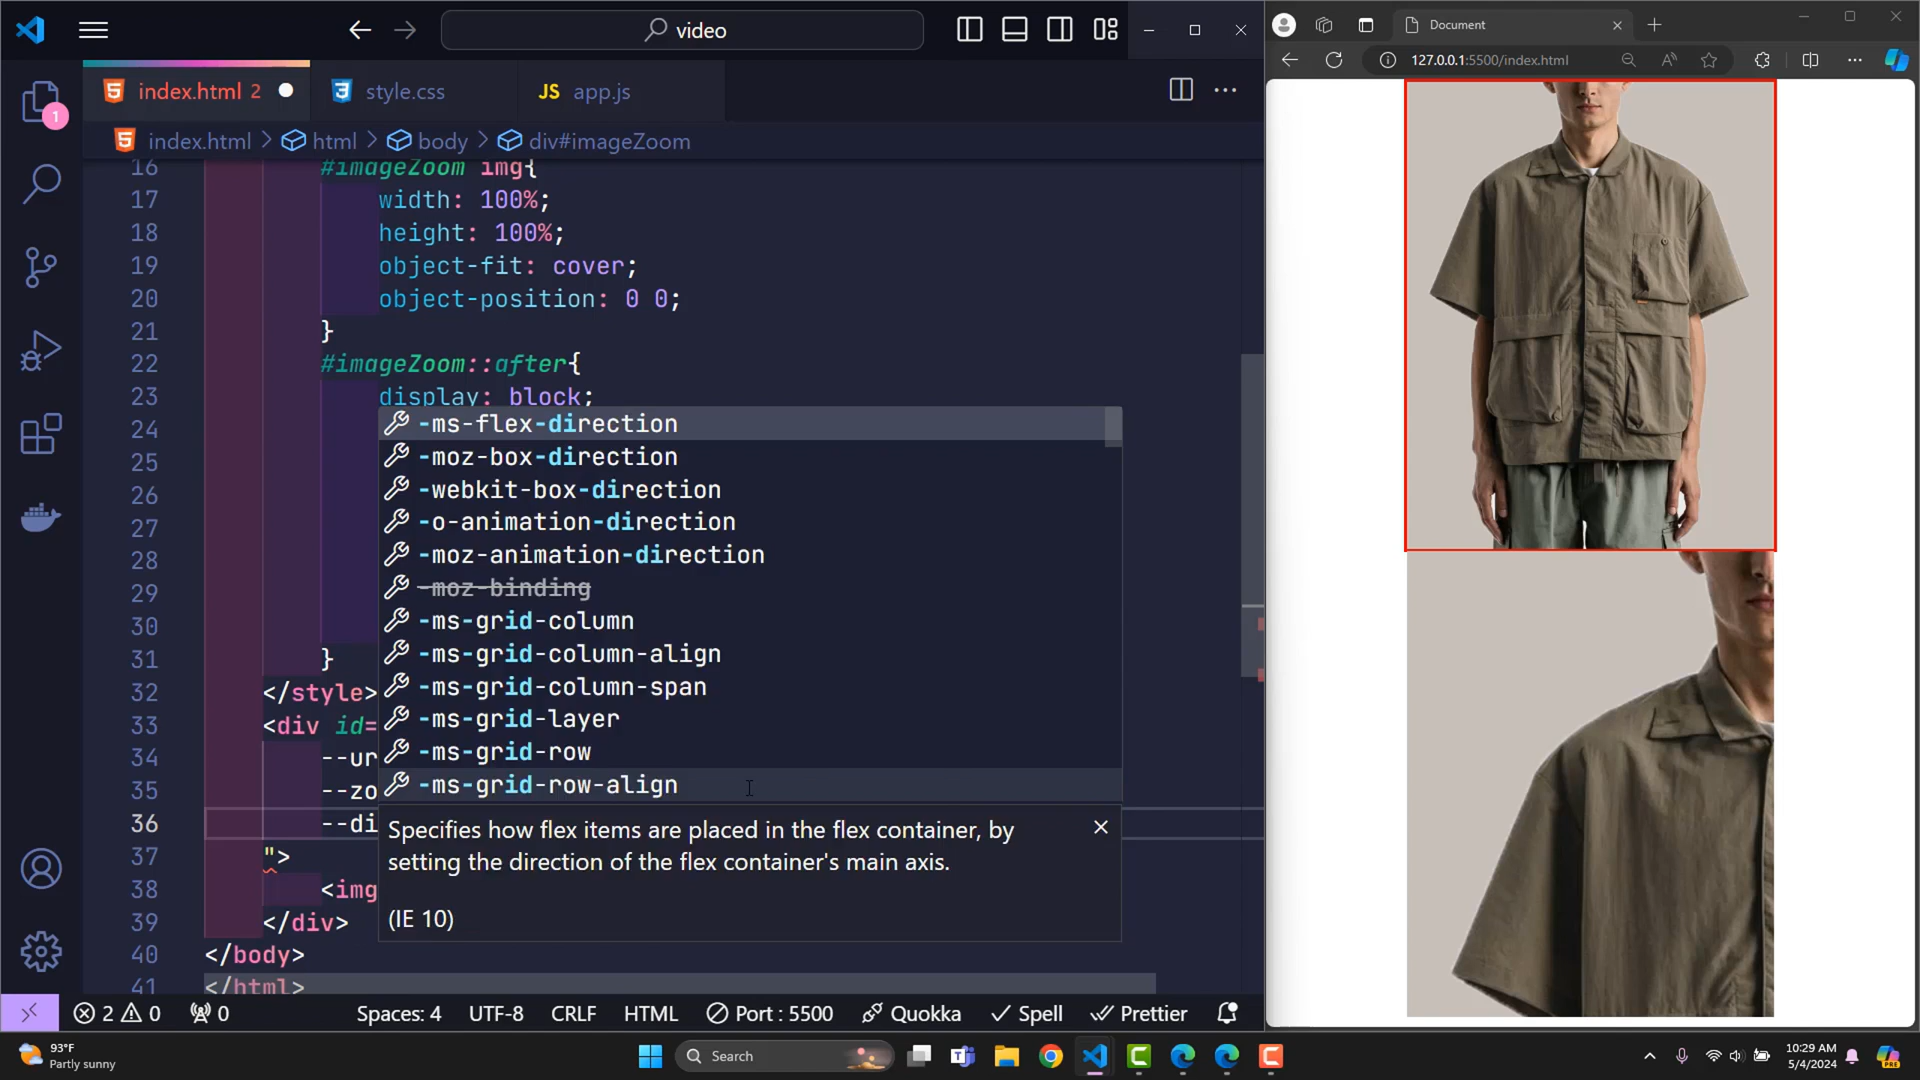 video
Document
127.0.0.1:5500/index.html
index.html 2
style.css
JS app.js
index.html > html > body > div#imageZoom
16 #imageZoom img{
17 width: 100%;
18 height: 100%;
19 object-fit: cover;
20 object-position: 0 0;
21 }
22 #imageZoom::after{
23 display: block;
24 -ms-flex-direction
25 -moz-box-direction
26 -webkit-box-direction
27 -o-animation-direction
28 -moz-animation-direction
29 -moz-binding
30 -ms-grid-column
31 } -ms-grid-column-align
32 </style> -ms-grid-column-span
33 <div id= -ms-grid-layer
34 --ur -ms-grid-row
35 --zo -ms-grid-row-align
36 --di Specifies how flex items are placed in the flex container, by
37 "> setting the direction of the flex container's main axis.
38 <img
39 </div> (IE 10)
40 </body>
41 </html>
1
2 0 0 Spaces: 4 UTF-8 CRLF HTML Port : 5500 Quokka Spell Prettier
93°F
Partly sunny
Search
10:29 AM
5/4/2024
PRE